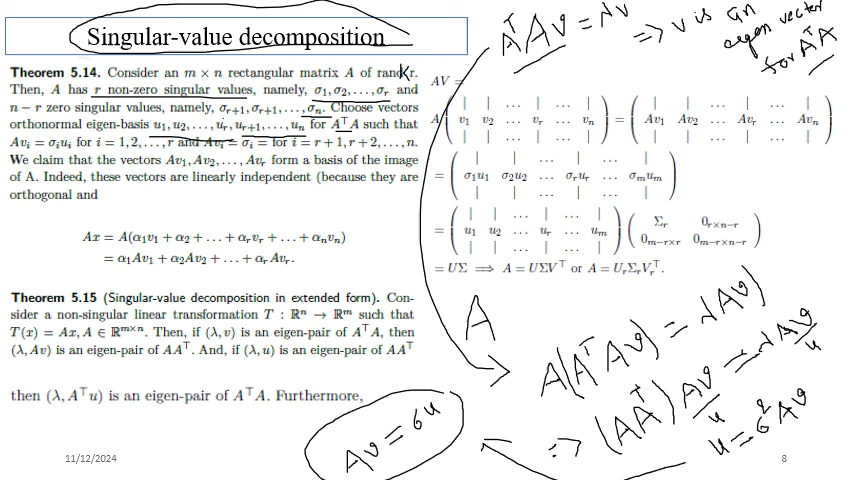 Singular-value decomposition
AᵀAv = λv ⟹ v is an eigen vector for AᵀA
Theorem 5.14. Consider an m × n rectangular matrix A of rank r.
Then, A has r non-zero singular values, namely, σ1, σ2, . . . , σr and
n − r zero singular values, namely, σr+1, σr+1, . . . , σn. Choose vectors
orthonormal eigen-basis u1, u2, . . . , ur, ur+1, . . . , un for A⊤A such that
Avi = σiui for i = 1, 2, . . . , r and Avi = σi = for i = r + 1, r + 2, . . . , n.
We claim that the vectors Av1, Av2, . . . , Avr form a basis of the image
of A. Indeed, these vectors are linearly independent (because they are
orthogonal and
Ax = A(α1v1 + α2 + . . . + αrvr + . . . + αnvn)
= α1Av1 + α2Av2 + . . . + αrAvr.
Theorem 5.15 (Singular-value decomposition in extended form). Con-
sider a non-singular linear transformation T : ℝn → ℝm such that
T(x) = Ax, A ∈ ℝm×n. Then, if (λ, v) is an eigen-pair of A⊤A, then
(λ, Av) is an eigen-pair of AA⊤. And, if (λ, u) is an eigen-pair of AA⊤
then (λ, A⊤u) is an eigen-pair of A⊤A. Furthermore,
AV =
A ( v1 v2 … vr … vn ) = ( Av1 Av2 … Avr … Avn )
= ( σ1u1 σ2u2 … σrur … σmum )
= ( u1 u2 … ur … um ) ( Σr 0r×n−r
0m−r×r 0m−r×n−r )
= UΣ ⟹ A = UΣV⊤ or A = UrΣrVr⊤.
A
A(AᵀAv) = λAv)
⇒ (AAᵀ)Av = λAv
u u
Av = σu
11/12/2024
8